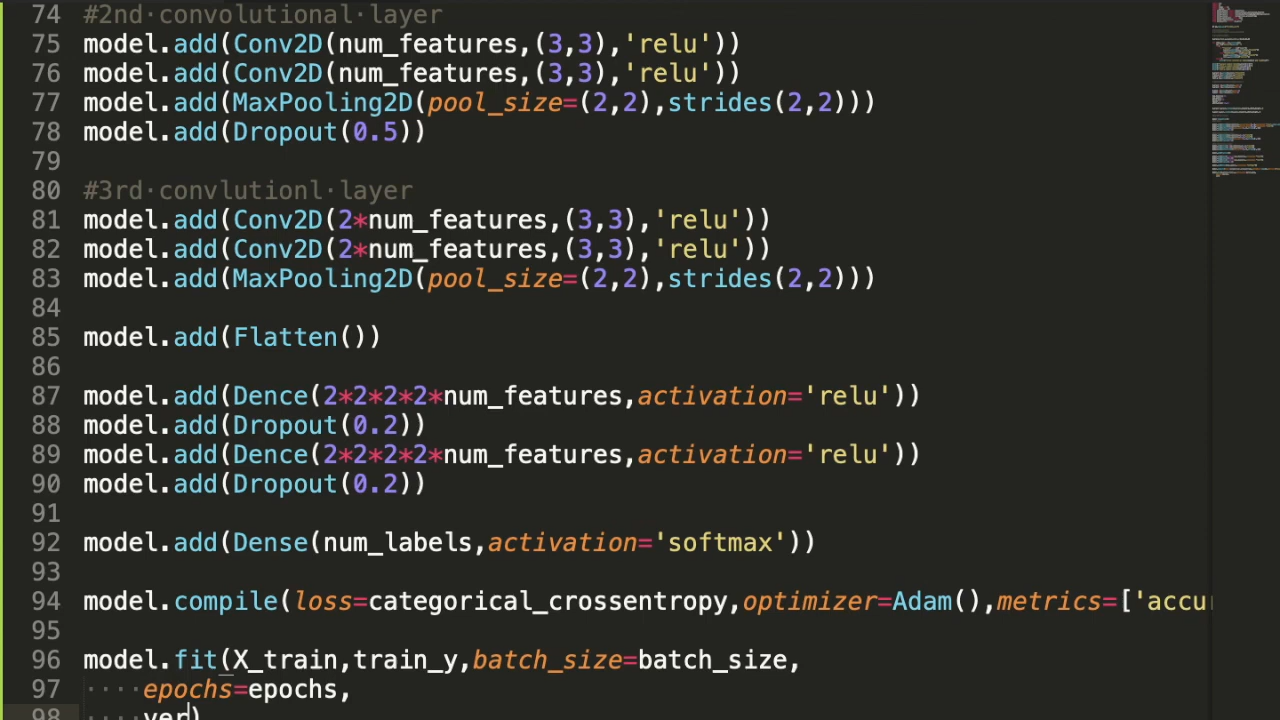 74 #2nd convolutional layer
75 model.add(Conv2D(num_features,(3,3),'relu'))
76 model.add(Conv2D(num_features,(3,3),'relu'))
77 model.add(MaxPooling2D(pool_size=(2,2),strides(2,2)))
78 model.add(Dropout(0.5))
79
80 #3rd convlutionl layer
81 model.add(Conv2D(2*num_features,(3,3),'relu'))
82 model.add(Conv2D(2*num_features,(3,3),'relu'))
83 model.add(MaxPooling2D(pool_size=(2,2),strides(2,2)))
84
85 model.add(Flatten())
86
87 model.add(Dence(2*2*2*2*num_features,activation='relu'))
88 model.add(Dropout(0.2))
89 model.add(Dence(2*2*2*2*num_features,activation='relu'))
90 model.add(Dropout(0.2))
91
92 model.add(Dense(num_labels,activation='softmax'))
93
94 model.compile(loss=categorical_crossentropy,optimizer=Adam(),metrics=['accu
95
96 model.fit(X_train,train_y,batch_size=batch_size,
97 epochs=epochs,
98 ver)